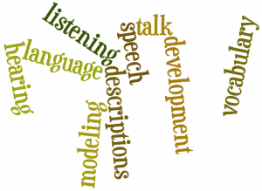 listening
talk
speech
development
vocabulary
hearing
language
descriptions
modeling